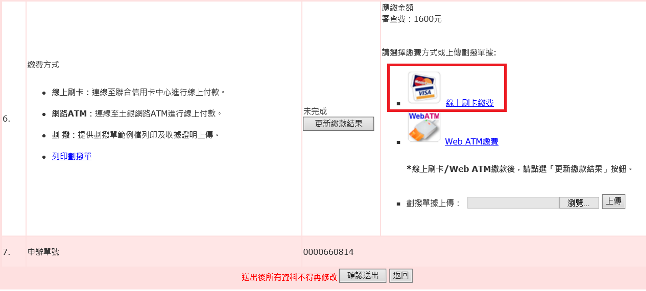 應繳金額
審查費：1600元
請選擇繳費方式或上傳劃撥單據:
繳費方式
線上刷卡：連線至聯合信用卡中心進行線上付款。
VISA
線上刷卡繳費
網路ATM：連線至土銀網路ATM進行線上付款。
未完成
6.
更新繳款結果
WebATM
劃 撥：提供劃撥單範例檔列印及收據證明上傳。
Web ATM繳費
列印劃撥單
*線上刷卡/Web ATM繳款後，請點選「更新繳款結果」按鈕。
劃撥單據上傳：
瀏覽...
上傳
7.
申辦單號
0000660814
送出後所有資料不得再修改
確認送出
返回